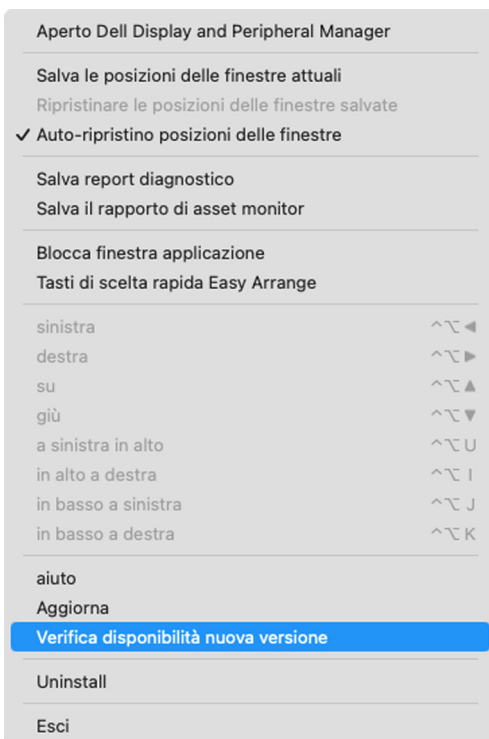 Aperto Dell Display and Peripheral Manager
Salva le posizioni delle finestre attuali
Ripristinare le posizioni delle finestre salvate
✓ Auto-ripristino posizioni delle finestre
Salva report diagnostico
Salva il rapporto di asset monitor
Blocca finestra applicazione
Tasti di scelta rapida Easy Arrange
sinistra ^⌥◀
destra ^⌥▶
su ^⌥▲
giù ^⌥▼
a sinistra in alto ^⌥U
in alto a destra ^⌥I
in basso a sinistra ^⌥J
in basso a destra ^⌥K
aiuto
Aggiorna
Verifica disponibilità nuova versione
Uninstall
Esci